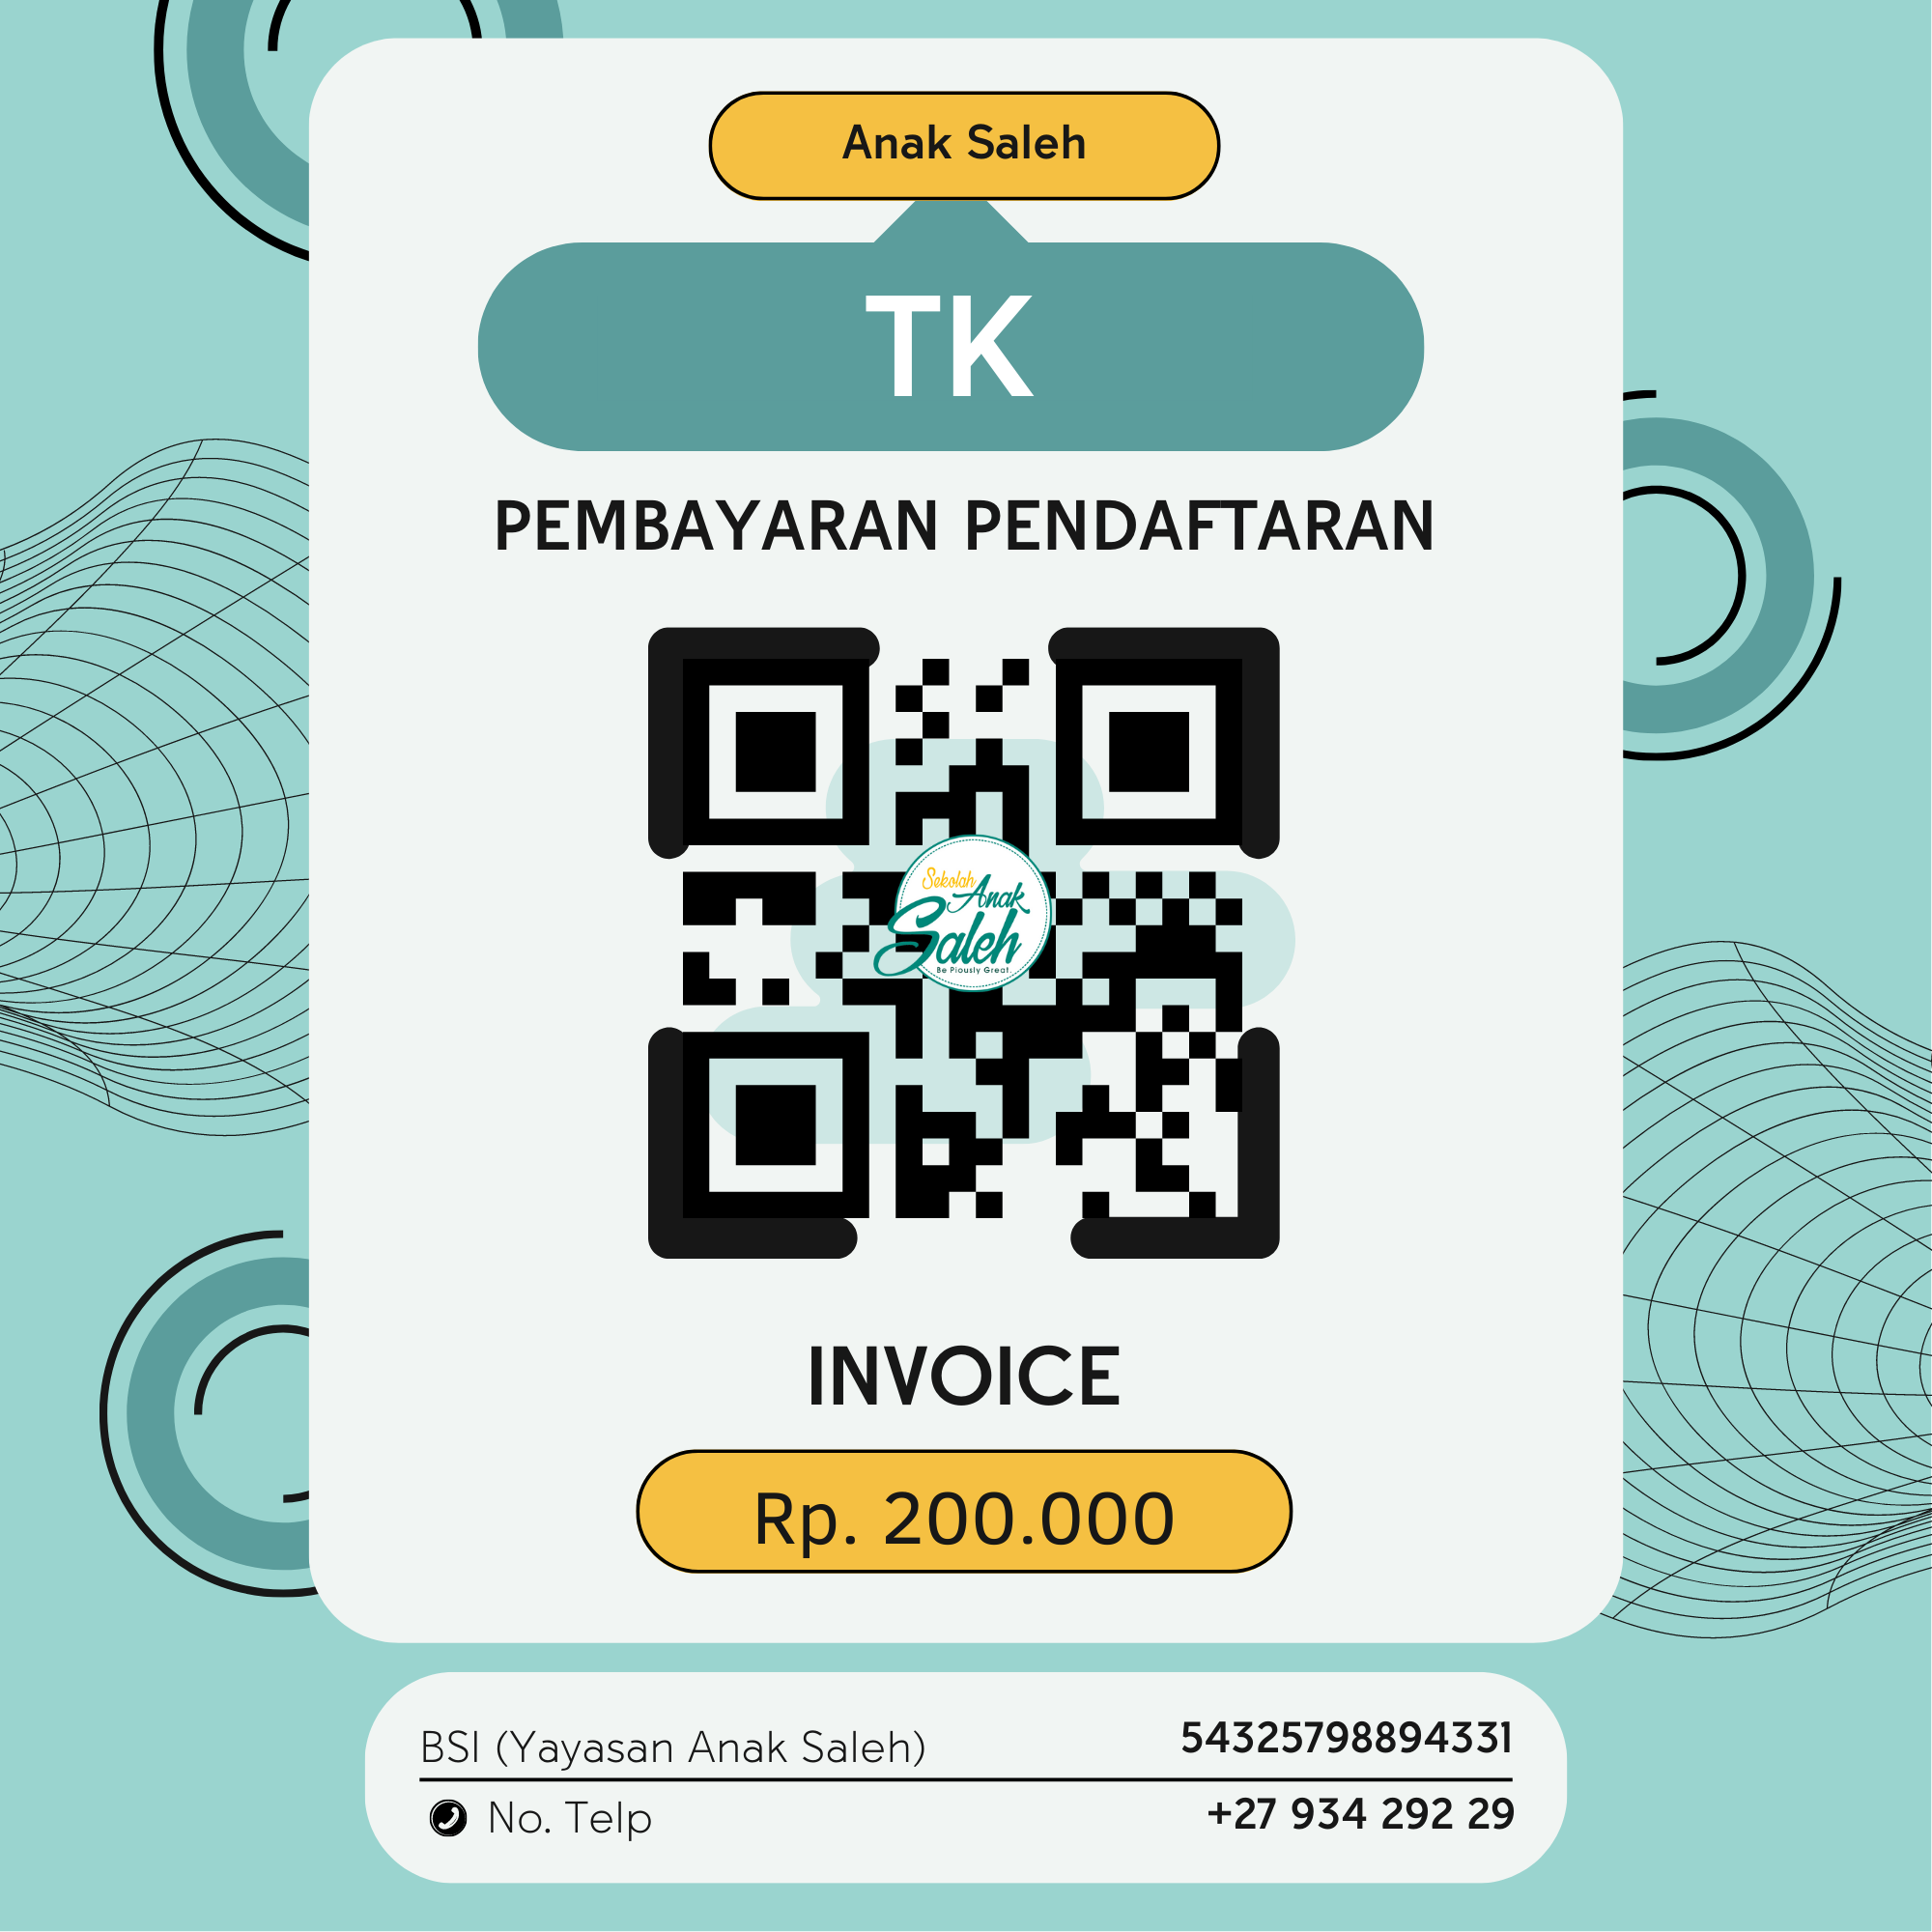 Anak Saleh
TK
PEMBAYARAN PENDAFTARAN
Sekolah
Anak
Saleh
Be Piously Great
INVOICE
Rp. 200.000
BSI (Yayasan Anak Saleh) 54325798894331
No. Telp +27 934 292 29